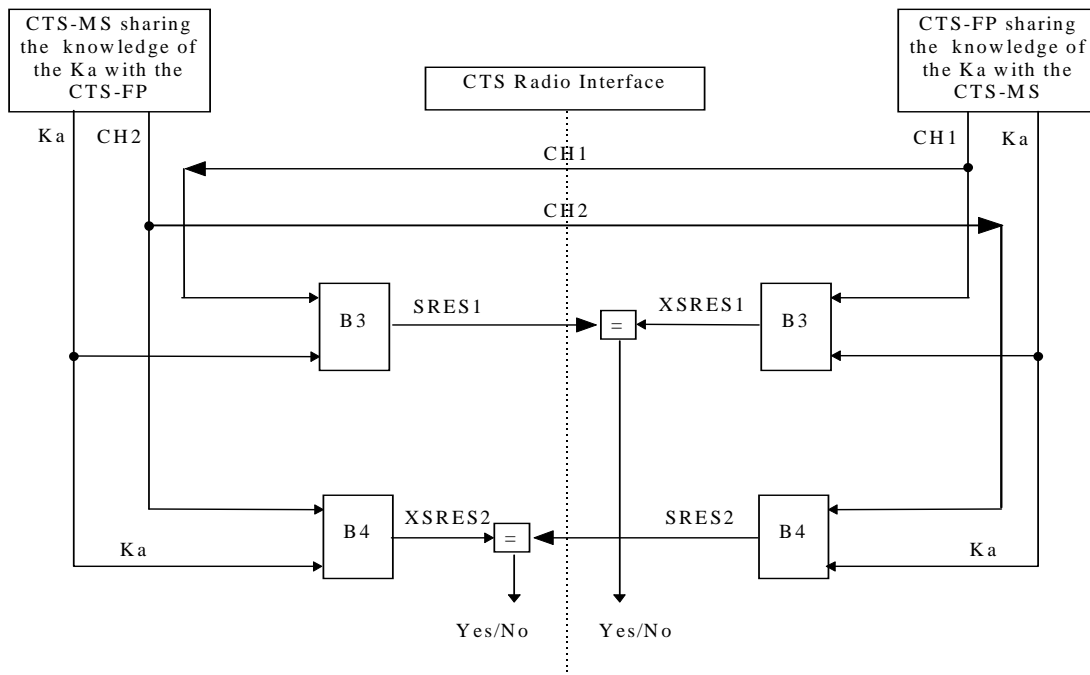 CTS-MS sharing
the knowledge of
the Ka with the
CTS-FP
CTS-FP sharing
the knowledge of
the Ka with the
CTS-MS
CTS Radio Interface
Ka
CH2
CH1
Ka
CH1
CH2
B3
SRES1
=
XSRES1
B3
B4
XSRES2
=
SRES2
B4
Ka
Ka
Yes/No
Yes/No